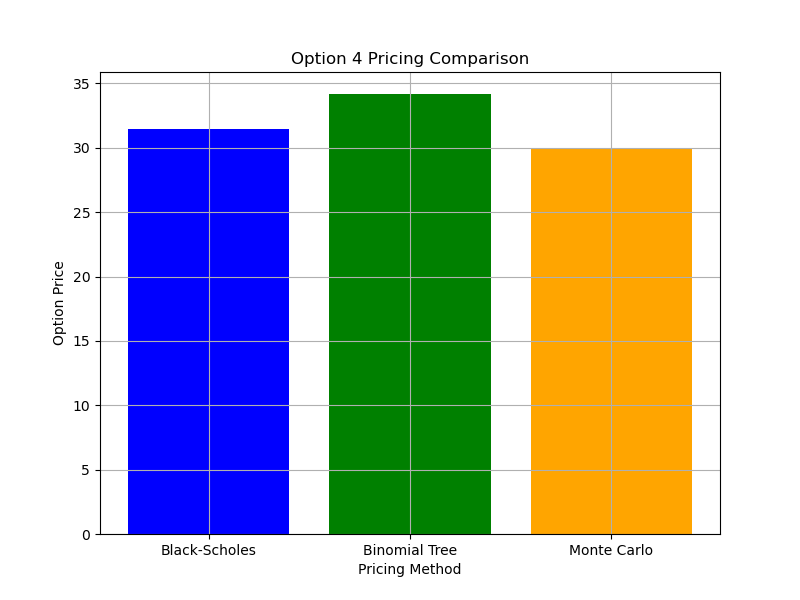 Option 4 Pricing Comparison
Option Price
35
30
25
20
15
10
5
0
Black-Scholes
Binomial Tree
Monte Carlo
Pricing Method